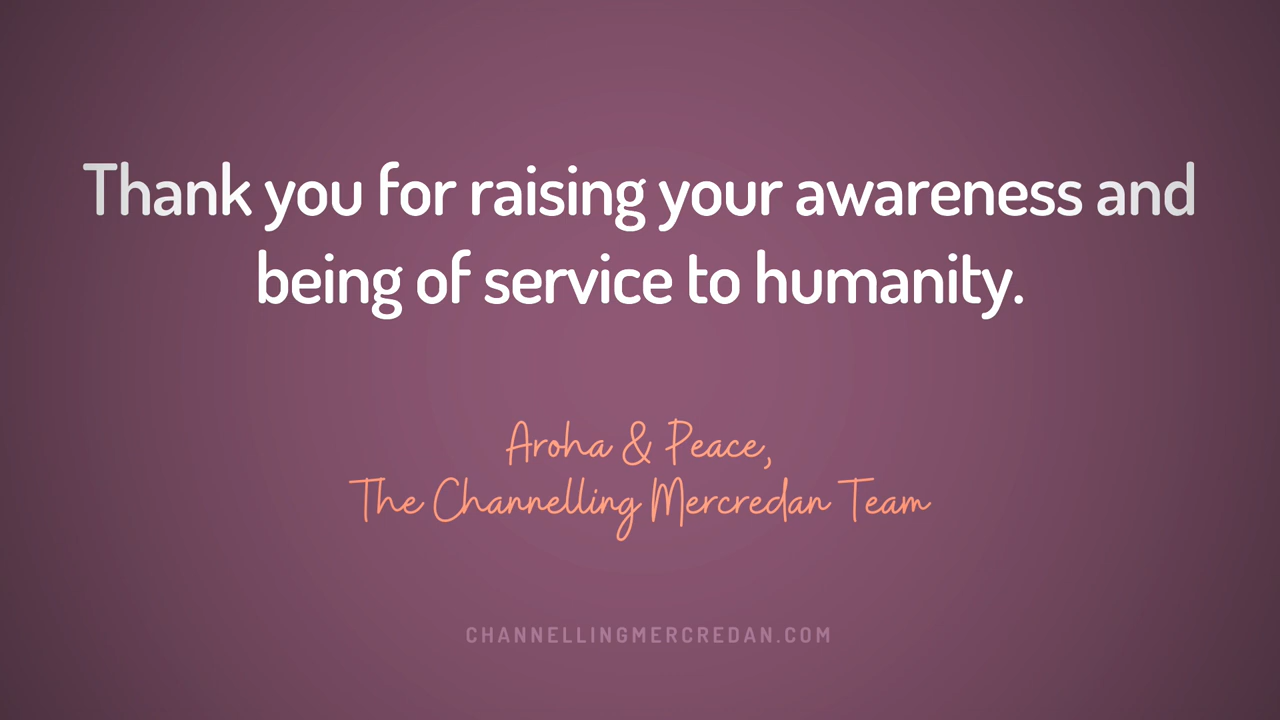 Thank you for raising your awareness and
being of service to humanity.
Aroha & Peace,
The Channelling Mercredan Team
CHANNELLINGMERCREDAN.COM